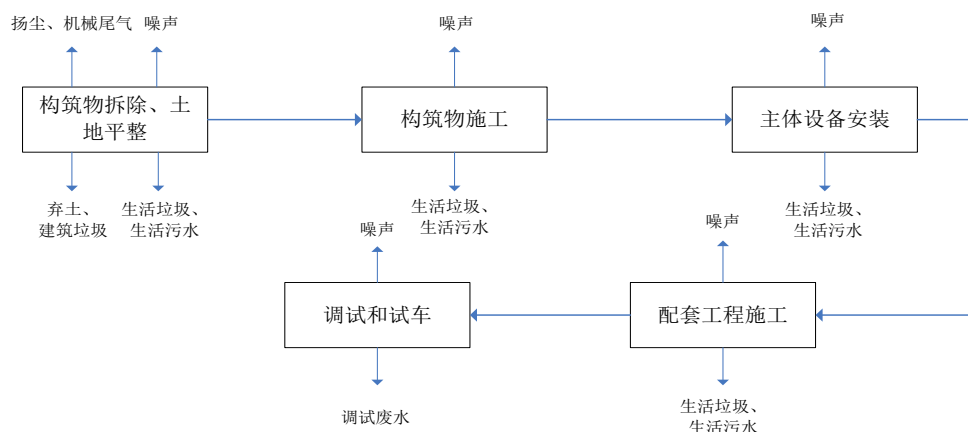 扬尘、机械尾气
噪声
噪声
噪声
构筑物拆除、土
地平整
构筑物施工
主体设备安装
弃土、
建筑垃圾
生活垃圾、
生活污水
生活垃圾、
生活污水
生活垃圾、
生活污水
噪声
噪声
调试和试车
配套工程施工
调试废水
生活垃圾、
生活污水